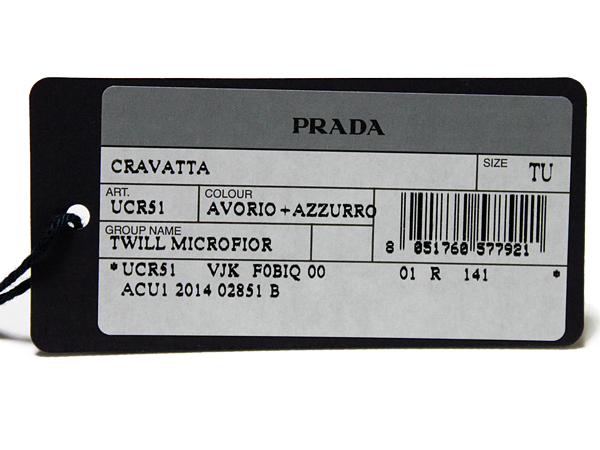 PRADA
CRAVATTA
SIZE TU
ART. UCR51
COLOUR AVORIO+AZZURRO
GROUP NAME
TWILL MICROFIOR
8 051760 577921
*UCR51 VJK F0BIQ 00 01 R 141 *
ACU1 2014 02851 B